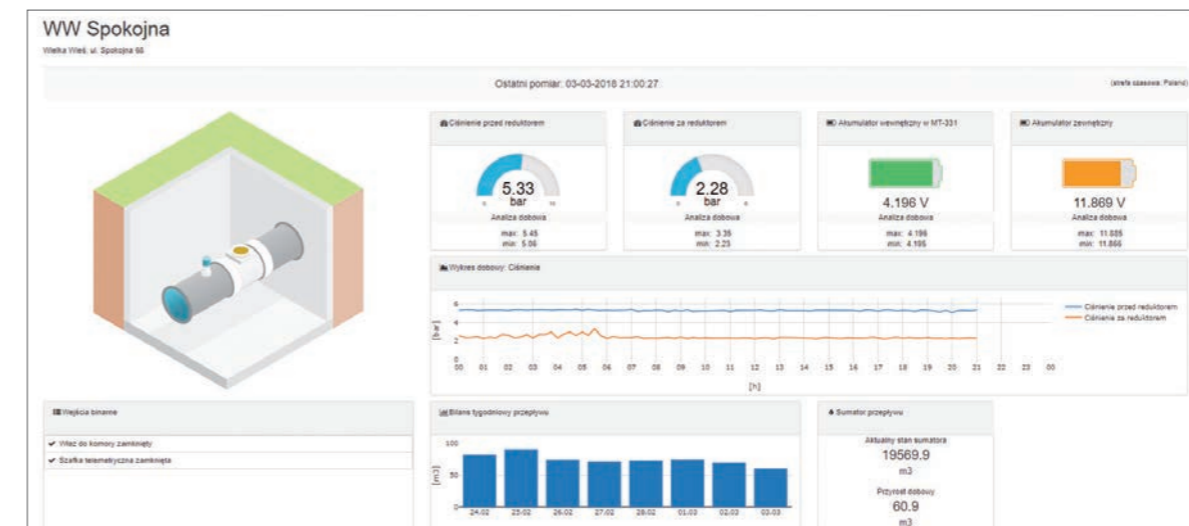 WW Spokojna
Wielka Wieś, ul. Spokojna 66
Ostatni pomiar: 03-03-2018 21:00:27
(strefa czasowa: Poland)
Ciśnienie przed reduktorem
5.33
bar
0 10
Analiza dobowa
max: 5.45
min: 5.06
Ciśnienie za reduktorem
2.28
bar
0 6
Analiza dobowa
max: 3.35
min: 2.23
Akumulator wewnętrzny w MT-331
4.196 V
Analiza dobowa
max: 4.196
min: 4.195
Akumulator zewnętrzny
11.869 V
Analiza dobowa
max: 11.885
min: 11.866
Wykres dobowy: Ciśnienia
[bar]
6
4
2
0
00 01 02 03 04 05 06 07 08 09 10 11 12 13 14 15 16 17 18 19 20 21 22 23 00
[h]
Ciśnienie przed reduktorem
Ciśnienie za reduktorem
Wejścia binarne
Właz do komory zamknięty
Szafka telemetryczna zamknięta
Bilans tygodniowy przepływu
[m3]
100
50
0
24.02 25.02 26.02 27.02 28.02 01.03 02.03 03.03
Sumator przepływu
Aktualny stan sumatora
19569.9
m3
Przyrost dobowy
60.9
m3